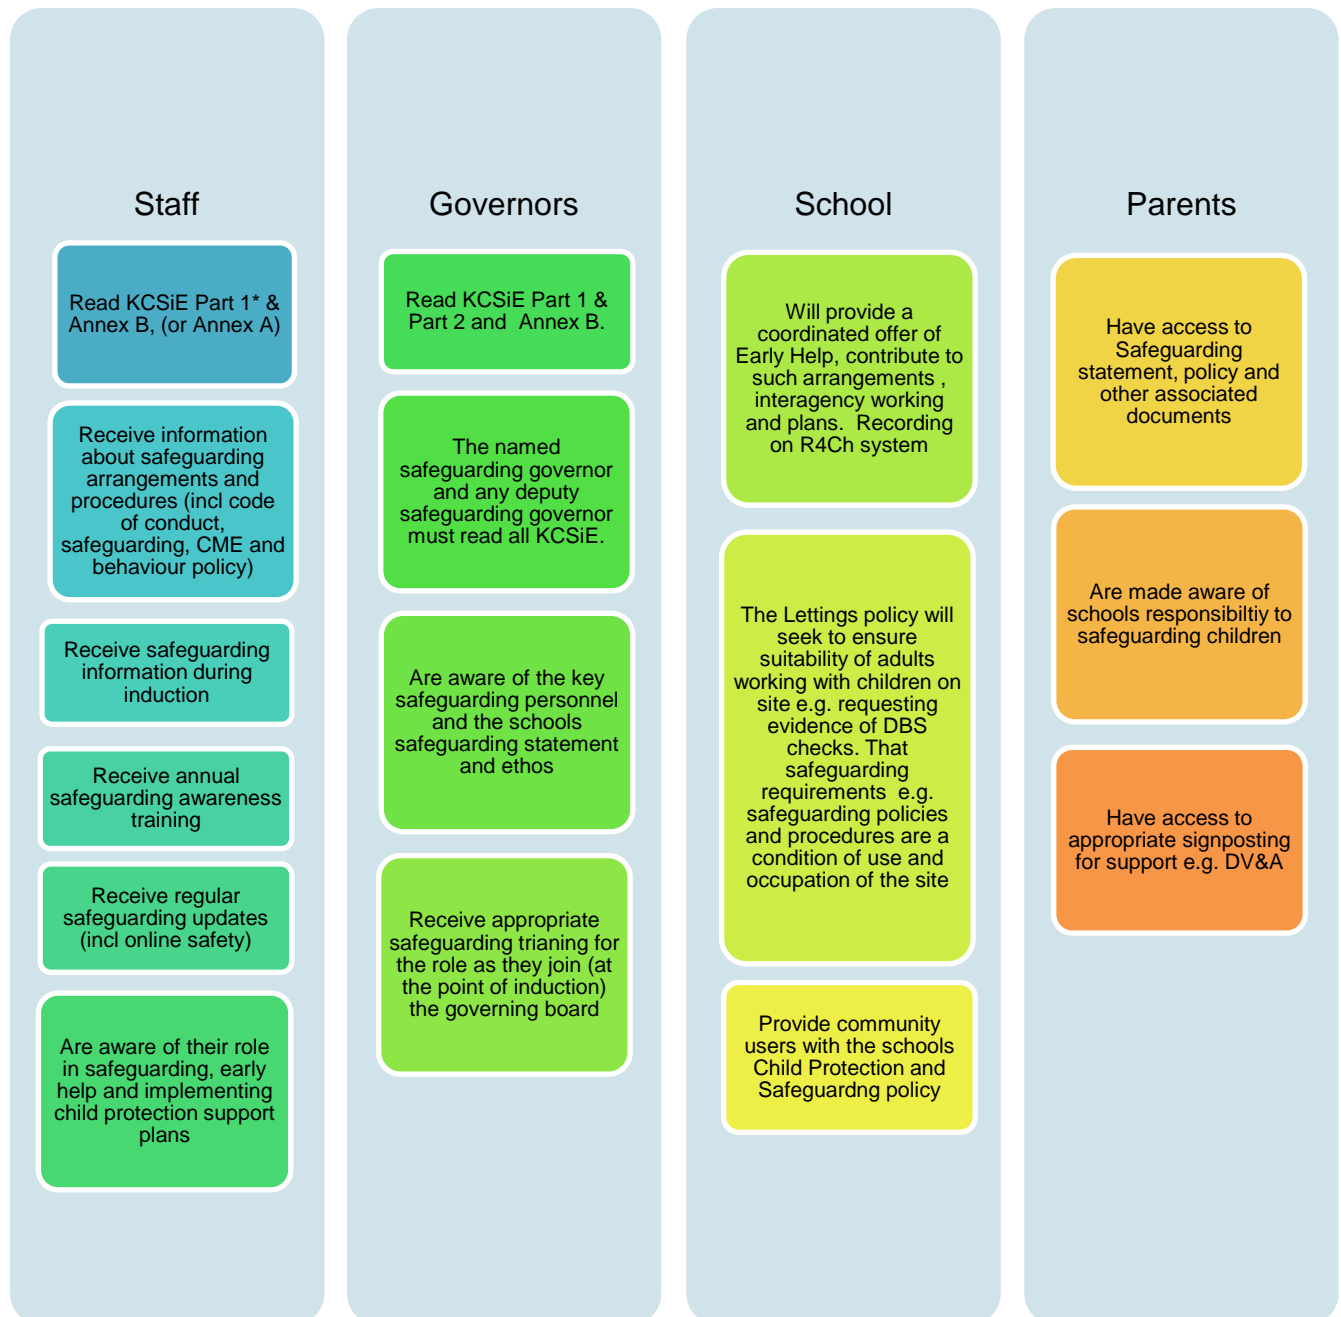 Staff
Read KCSiE Part 1* &
Annex B, (or Annex A)
Receive information
about safeguarding
arrangements and
procedures (incl code
of conduct,
safeguarding, CME and
behaviour policy)
Receive safeguarding
information during
induction
Receive annual
safeguarding awareness
training
Receive regular
safeguarding updates
(incl online safety)
Are aware of their role
in safeguarding, early
help and implementing
child protection support
plans
Governors
Read KCSiE Part 1 &
Part 2 and Annex B.
The named
safeguarding governor
and any deputy
safeguarding governor
must read all KCSiE.
Are aware of the key
safeguarding personnel
and the schools
safeguarding statement
and ethos
Receive appropriate
safeguarding trianing for
the role as they join (at
the point of induction)
the governing board
School
Will provide a
coordinated offer of
Early Help, contribute to
such arrangements ,
interagency working
and plans. Recording
on R4Ch system
The Lettings policy will
seek to ensure
suitability of adults
working with children on
site e.g. requesting
evidence of DBS
checks. That
safeguarding
requirements e.g.
safeguarding policies
and procedures are a
condition of use and
occupation of the site
Provide community
users with the schools
Child Protection and
Safeguardng policy
Parents
Have access to
Safeguarding
statement, policy and
other associated
documents
Are made aware of
schools responsibiltiy to
safeguarding children
Have access to
appropriate signposting
for support e.g. DV&A